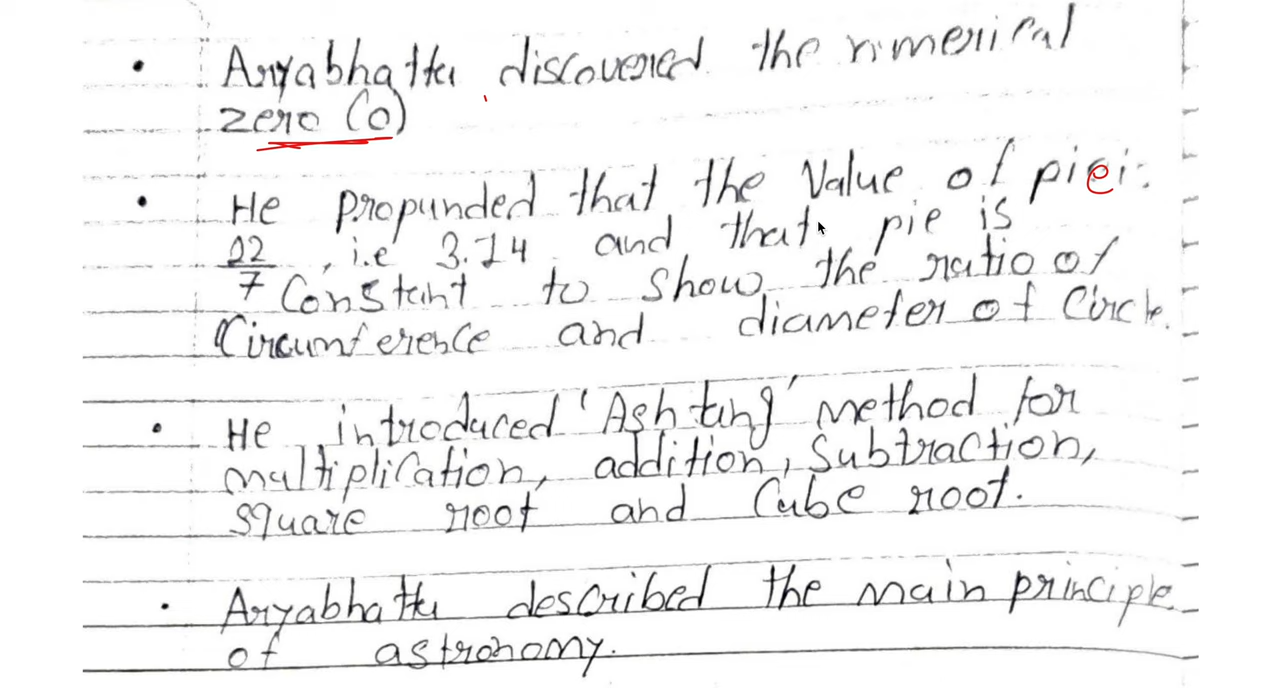 • Aryabhatta discovered the numerical
zero (0)
• He propunded that the Value of pie i:
22/7, i.e 3.14 and that pie is
Constant to show the ratio of
Circumference and diameter of Circle.
• He introduced 'Ashtang' method for
multiplication, addition, Subtraction,
square root and Cube root.
• Aryabhatta described the main principle
of astronomy.